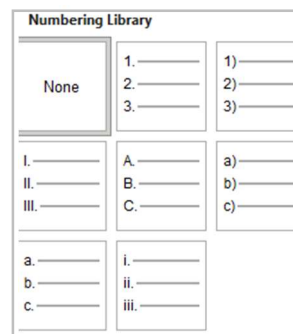 Numbering Library
None
1.
2.
3.
1)
2)
3)
I.
II.
III.
A.
B.
C.
a)
b)
c)
a.
b.
c.
i.
ii.
iii.